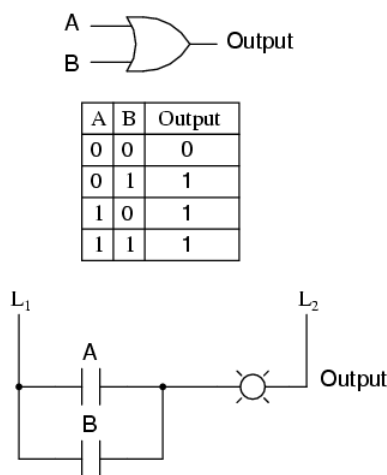 A
Output
B
A B Output
0 0 0
0 1 1
1 0 1
1 1 1
L1 L2
A
Output
B